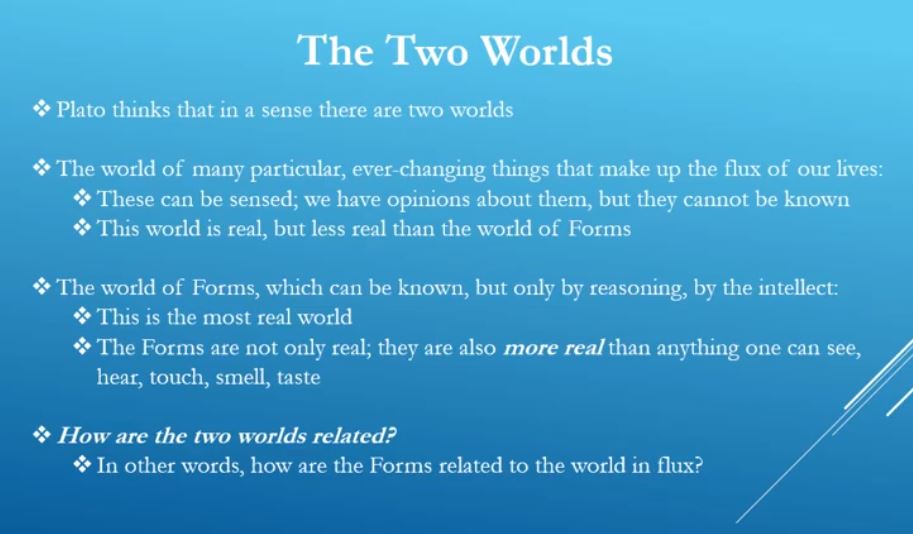 The Two Worlds
❖ Plato thinks that in a sense there are two worlds
❖ The world of many particular, ever-changing things that make up the flux of our lives:
❖ These can be sensed; we have opinions about them, but they cannot be known
❖ This world is real, but less real than the world of Forms
❖ The world of Forms, which can be known, but only by reasoning, by the intellect:
❖ This is the most real world
❖ The Forms are not only real; they are also more real than anything one can see,
hear, touch, smell, taste
❖ How are the two worlds related?
❖ In other words, how are the Forms related to the world in flux?